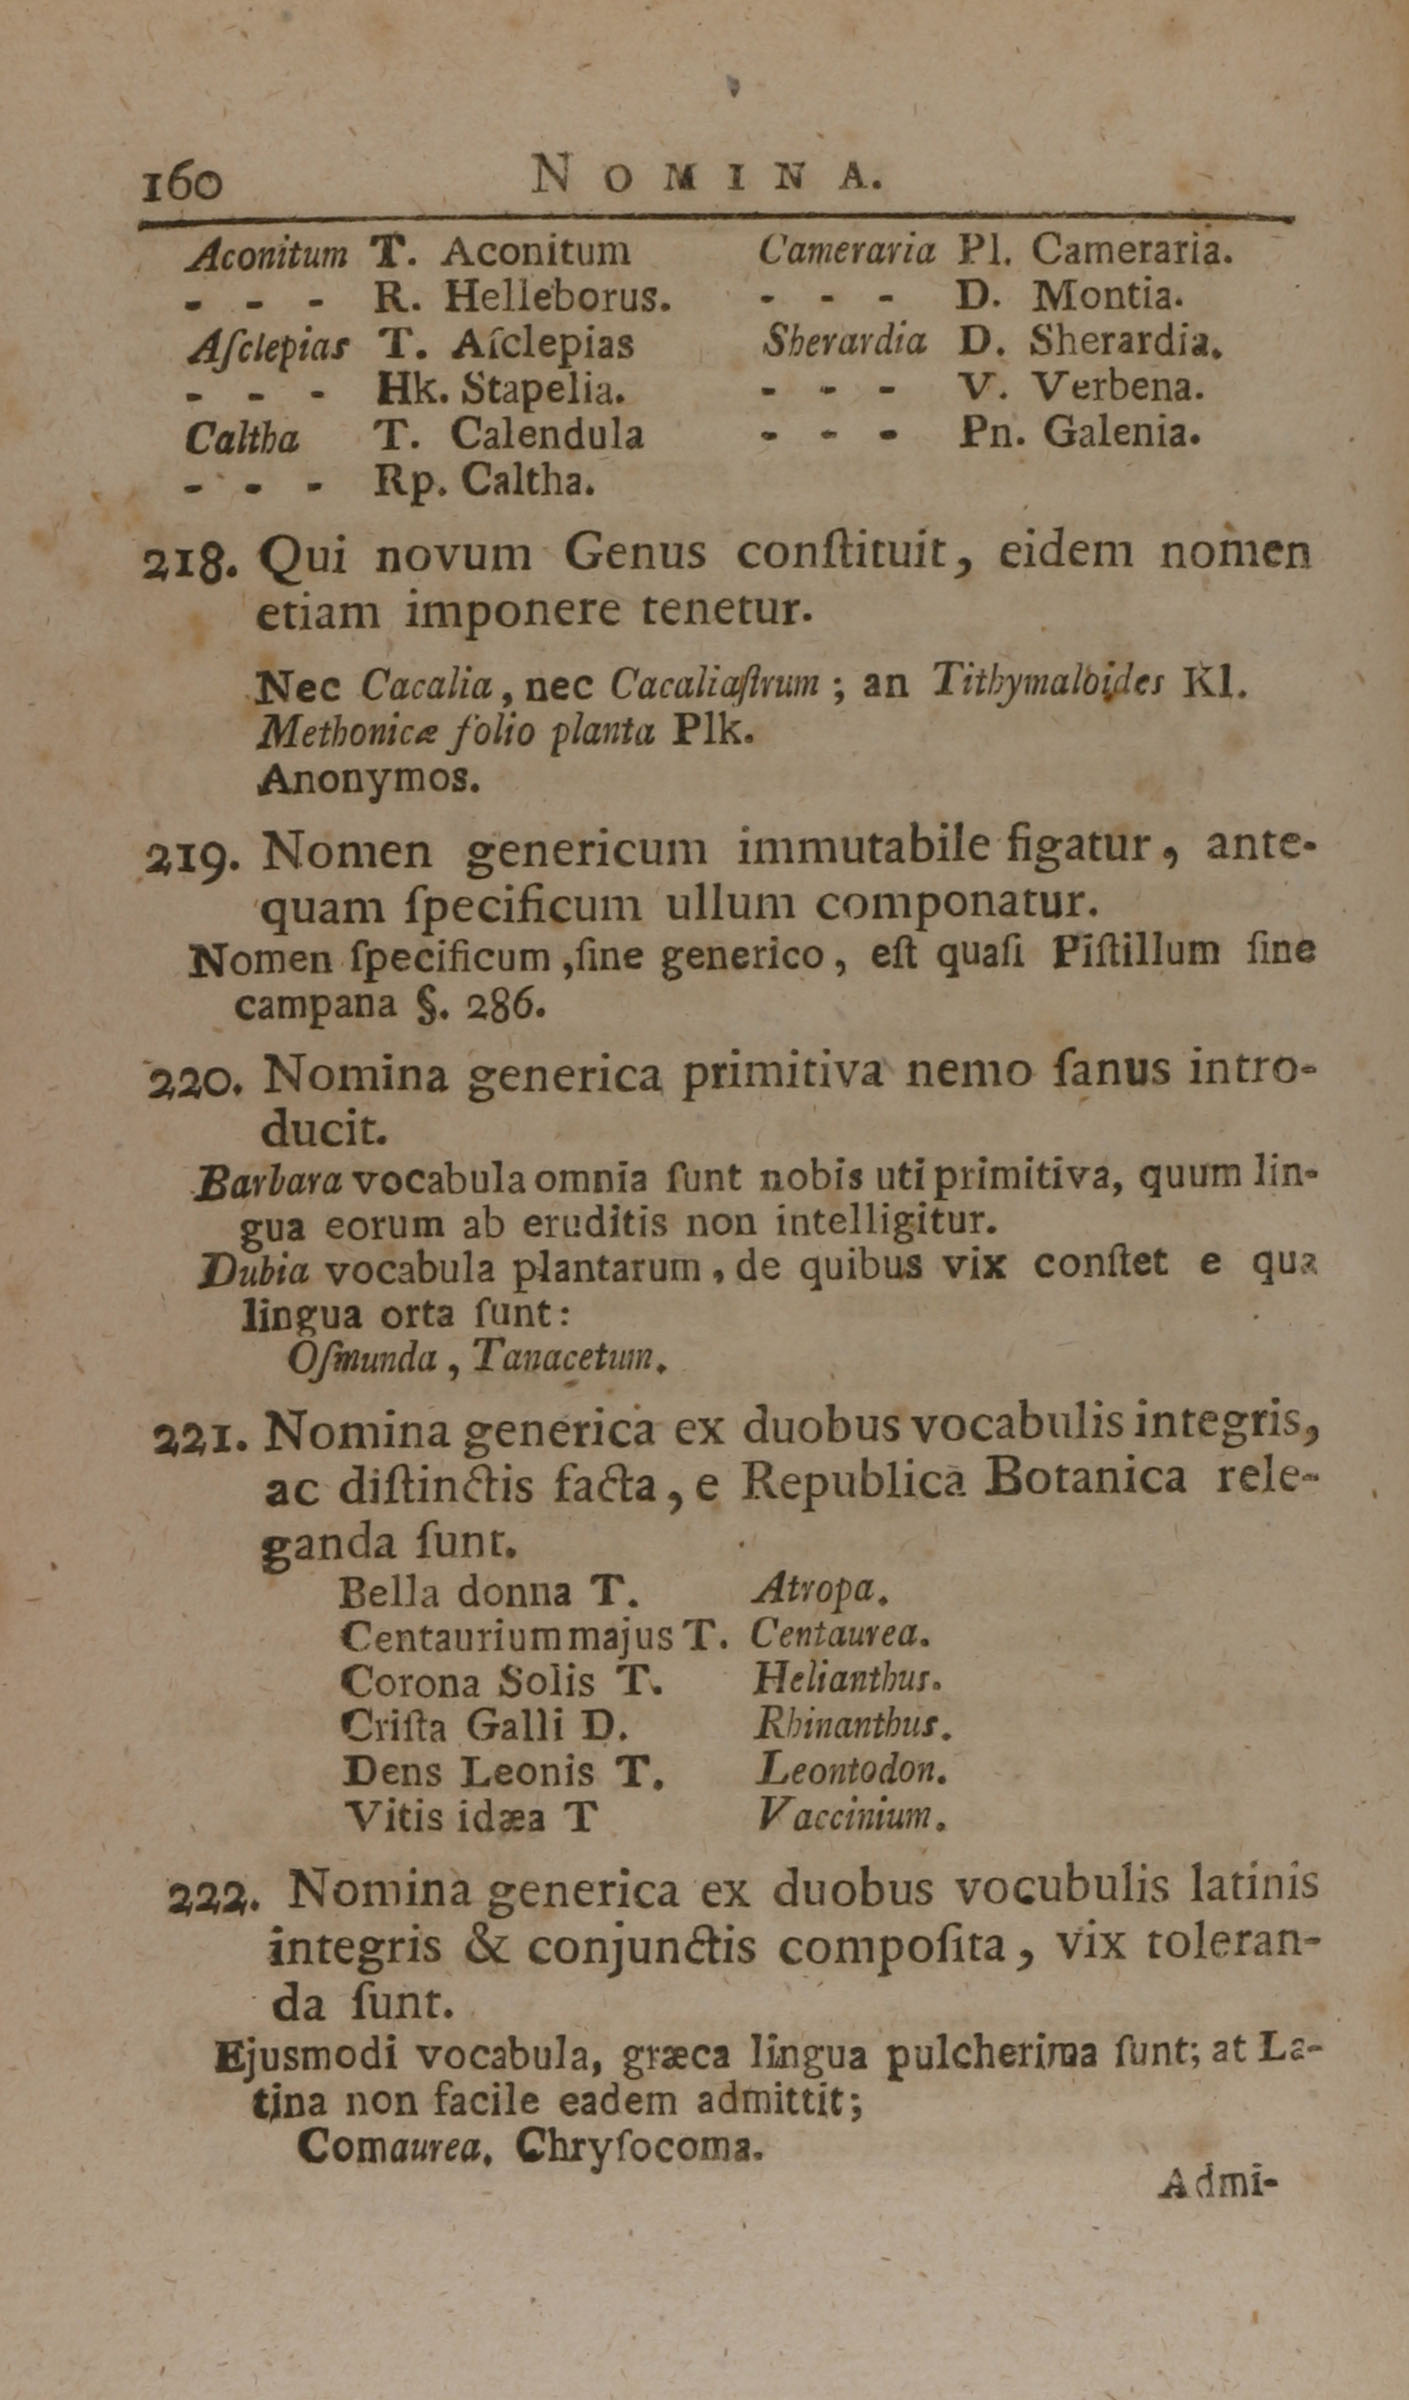 160 NOMINA.
Aconitum T. Aconitum
- - - R. Helleborus.
Aſclepias T. Aſclepias
- - - Hk. Stapelia.
Caltha T. Calendula
- - - Rp. Caltha.
Cameraria Pl. Cameraria.
- - - D. Montia.
Sherardia D. Sherardia.
- - - V. Verbena.
- - - Pn. Galenia.
218. Qui novum Genus conſtituit, eidem nomen
etiam imponere tenetur.
Nec Cacalia, nec Cacaliaſtrum; an Tithymaloides Kl.
Methonicæ folio planta Plk.
Anonymos.
219. Nomen genericum immutabile figatur, ante-
quam ſpecificum ullum componatur.
Nomen ſpecificum, ſine generico, eſt quaſi Piſtillum ſine
campana §. 286.
220. Nomina generica primitiva nemo ſanus intro-
ducit.
Barbara vocabula omnia ſunt nobis uti primitiva, quum lin-
gua eorum ab eruditis non intelligitur.
Dubia vocabula plantarum, de quibus vix conſtet e qua
lingua orta ſunt:
Oſmunda, Tanacetum.
221. Nomina generica ex duobus vocabulis integris,
ac diſtinctis facta, e Republica Botanica rele-
ganda ſunt.
Bella donna T. Atropa.
Centaurium majus T. Centaurea.
Corona Solis T. Helianthus.
Criſta Galli D. Rhinanthus.
Dens Leonis T. Leontodon.
Vitis idæa T Vaccinium.
222. Nomina generica ex duobus vocubulis latinis
integris & conjunctis compoſita, vix toleran-
da ſunt.
Ejusmodi vocabula, græca lingua pulcherima ſunt; at La-
tina non facile eadem admittit;
Comaurea, Chryſocoma.
Admi-